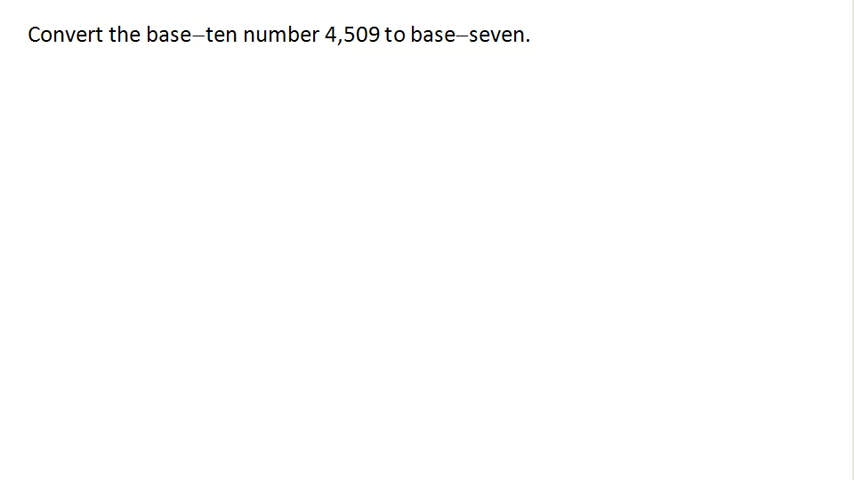 Convert the base–ten number 4,509 to base–seven.